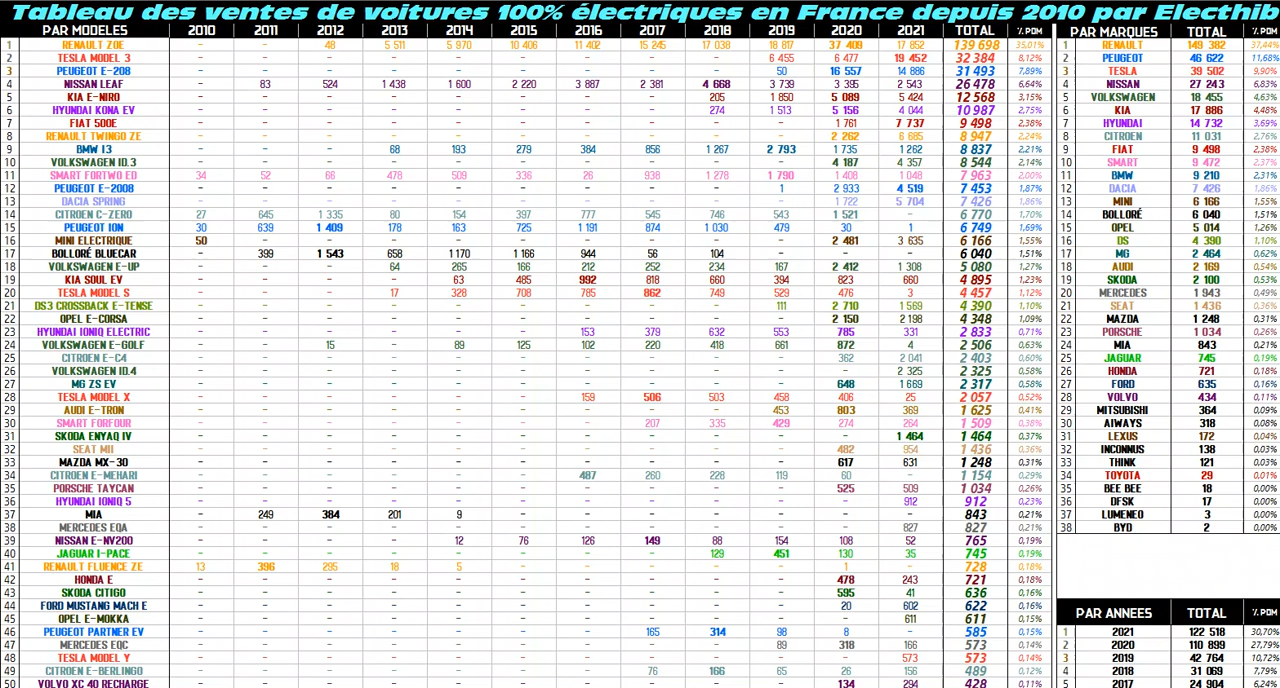 Tableau des ventes de voitures 100% électriques en France depuis 2010 par Electhib
PAR MODELES 2010 2011 2012 2013 2014 2015 2016 2017 2018 2019 2020 2021 TOTAL % PDM PAR MARQUES TOTAL % PDM
1 RENAULT ZOE - - 48 5 511 5 970 10 406 11 402 15 245 17 038 18 817 37 409 17 852 139 698 35,01% 1 RENAULT 149 382 37,44%
2 TESLA MODEL 3 - - - - - - - - - 6 455 6 477 19 452 32 384 8,12% 2 PEUGEOT 46 622 11,68%
3 PEUGEOT E-208 - - - - - - - - - 50 16 557 14 886 31 493 7,89% 3 TESLA 39 502 9,90%
4 NISSAN LEAF - 83 524 1 438 1 600 2 220 3 887 2 381 4 668 3 739 3 395 2 543 26 478 6,64% 4 NISSAN 27 243 6,83%
5 KIA E-NIRO - - - - - - - - 205 1 850 5 089 5 424 12 568 3,15% 5 VOLKSWAGEN 18 455 4,63%
6 HYUNDAI KONA EV - - - - - - - - 274 1 513 5 156 4 044 10 987 2,75% 6 KIA 17 886 4,48%
7 FIAT 500E - - - - - - - - - - 1 761 7 737 9 498 2,38% 7 HYUNDAI 14 732 3,69%
8 RENAULT TWINGO ZE - - - - - - - - - - 2 262 6 685 8 947 2,24% 8 CITROEN 11 031 2,76%
9 BMW I3 - - - 68 193 279 384 856 1 267 2 793 1 735 1 262 8 837 2,21% 9 FIAT 9 498 2,38%
10 VOLKSWAGEN ID.3 - - - - - - - - - - 4 187 4 357 8 544 2,14% 10 SMART 9 472 2,37%
11 SMART FORTWO ED 34 52 66 478 509 336 26 938 1 278 1 790 1 408 1 048 7 963 2,00% 11 BMW 9 210 2,31%
12 PEUGEOT E-2008 - - - - - - - - - 1 2 933 4 519 7 453 1,87% 12 DACIA 7 426 1,86%
13 DACIA SPRING - - - - - - - - - - 1 722 5 704 7 426 1,86% 13 MINI 6 166 1,55%
14 CITROEN C-ZERO 27 645 1 335 80 154 397 777 545 746 543 1 521 - 6 770 1,70% 14 BOLLORÉ 6 040 1,51%
15 PEUGEOT ION 30 639 1 409 178 163 725 1 191 874 1 030 479 30 1 6 749 1,69% 15 OPEL 5 014 1,26%
16 MINI ELECTRIQUE 50 - - - - - - - - - 2 481 3 635 6 166 1,55% 16 DS 4 390 1,10%
17 BOLLORÉ BLUECAR - 399 1 543 658 1 170 1 166 944 56 104 - - - 6 040 1,51% 17 MG 2 464 0,62%
18 VOLKSWAGEN E-UP - - - 64 265 166 212 252 234 167 2 412 1 308 5 080 1,27% 18 AUDI 2 169 0,54%
19 KIA SOUL EV - - - - 63 485 992 818 660 394 823 660 4 895 1,23% 19 SKODA 2 100 0,53%
20 TESLA MODEL S - - - 17 328 708 785 862 749 529 476 3 4 457 1,12% 20 MERCEDES 1 943 0,49%
21 DS3 CROSSBACK E-TENSE - - - - - - - - - 111 2 710 1 569 4 390 1,10% 21 SEAT 1 436 0,36%
22 OPEL E-CORSA - - - - - - - - - - 2 150 2 198 4 348 1,09% 22 MAZDA 1 248 0,31%
23 HYUNDAI IONIQ ELECTRIC - - - - - - 153 379 632 553 785 331 2 833 0,71% 23 PORSCHE 1 034 0,26%
24 VOLKSWAGEN E-GOLF - - 15 - 89 125 102 220 418 661 872 4 2 506 0,63% 24 MIA 843 0,21%
25 CITROEN E-C4 - - - - - - - - - - 362 2 041 2 403 0,60% 25 JAGUAR 745 0,19%
26 VOLKSWAGEN ID.4 - - - - - - - - - - - 2 325 2 325 0,58% 26 HONDA 721 0,18%
27 MG ZS EV - - - - - - - - - - 648 1 669 2 317 0,58% 27 FORD 635 0,16%
28 TESLA MODEL X - - - - - - 159 506 503 458 406 25 2 057 0,52% 28 VOLVO 434 0,11%
29 AUDI E-TRON - - - - - - - - - 453 803 369 1 625 0,41% 29 MITSUBISHI 364 0,09%
30 SMART FORFOUR - - - - - - - 207 335 429 274 264 1 509 0,38% 30 AIWAYS 318 0,08%
31 SKODA ENYAQ IV - - - - - - - - - - - 1 464 1 464 0,37% 31 LEXUS 172 0,04%
32 SEAT MII - - - - - - - - - - 482 954 1 436 0,36% 32 INCONNUS 138 0,03%
33 MAZDA MX-30 - - - - - - - - - - 617 631 1 248 0,31% 33 THINK 121 0,03%
34 CITROEN E-MEHARI - - - - - - 487 260 228 119 60 - 1 154 0,29% 34 TOYOTA 29 0,01%
35 PORSCHE TAYCAN - - - - - - - - - - 525 509 1 034 0,26% 35 BEE BEE 18 0,00%
36 HYUNDAI IONIQ 5 - - - - - - - - - - - 912 912 0,23% 36 DFSK 17 0,00%
37 MIA - 249 384 201 9 - - - - - - - 843 0,21% 37 LUMENEO 3 0,00%
38 MERCEDES EQA - - - - - - - - - - - 827 827 0,21% 38 BYD 2 0,00%
39 NISSAN E-NV200 - - - - 12 76 126 149 88 154 108 52 765 0,19%
40 JAGUAR I-PACE - - - - - - - - 129 451 130 35 745 0,19%
41 RENAULT FLUENCE ZE 13 396 295 18 5 - - - - - 1 - 728 0,18%
42 HONDA E - - - - - - - - - - 478 243 721 0,18%
43 SKODA CITIGO - - - - - - - - - - 595 41 636 0,16%
44 FORD MUSTANG MACH E - - - - - - - - - - 20 602 622 0,16% PAR ANNEES TOTAL % PDM
45 OPEL E-MOKKA - - - - - - - - - - - 611 611 0,15%
46 PEUGEOT PARTNER EV - - - - - - - 165 314 98 8 - 585 0,15% 1 2021 122 518 30,70%
47 MERCEDES EQC - - - - - - - - - 89 318 166 573 0,14% 2 2020 110 899 27,79%
48 TESLA MODEL Y - - - - - - - - - - - 573 573 0,14% 3 2019 42 764 10,72%
49 CITROEN E-BERLINGO - - - - - - - 76 166 65 26 156 489 0,12% 4 2018 31 069 7,79%
50 VOLVO XC 40 RECHARGE - - - - - - - - - - 134 294 428 0,11% 5 2017 24 904 6,24%